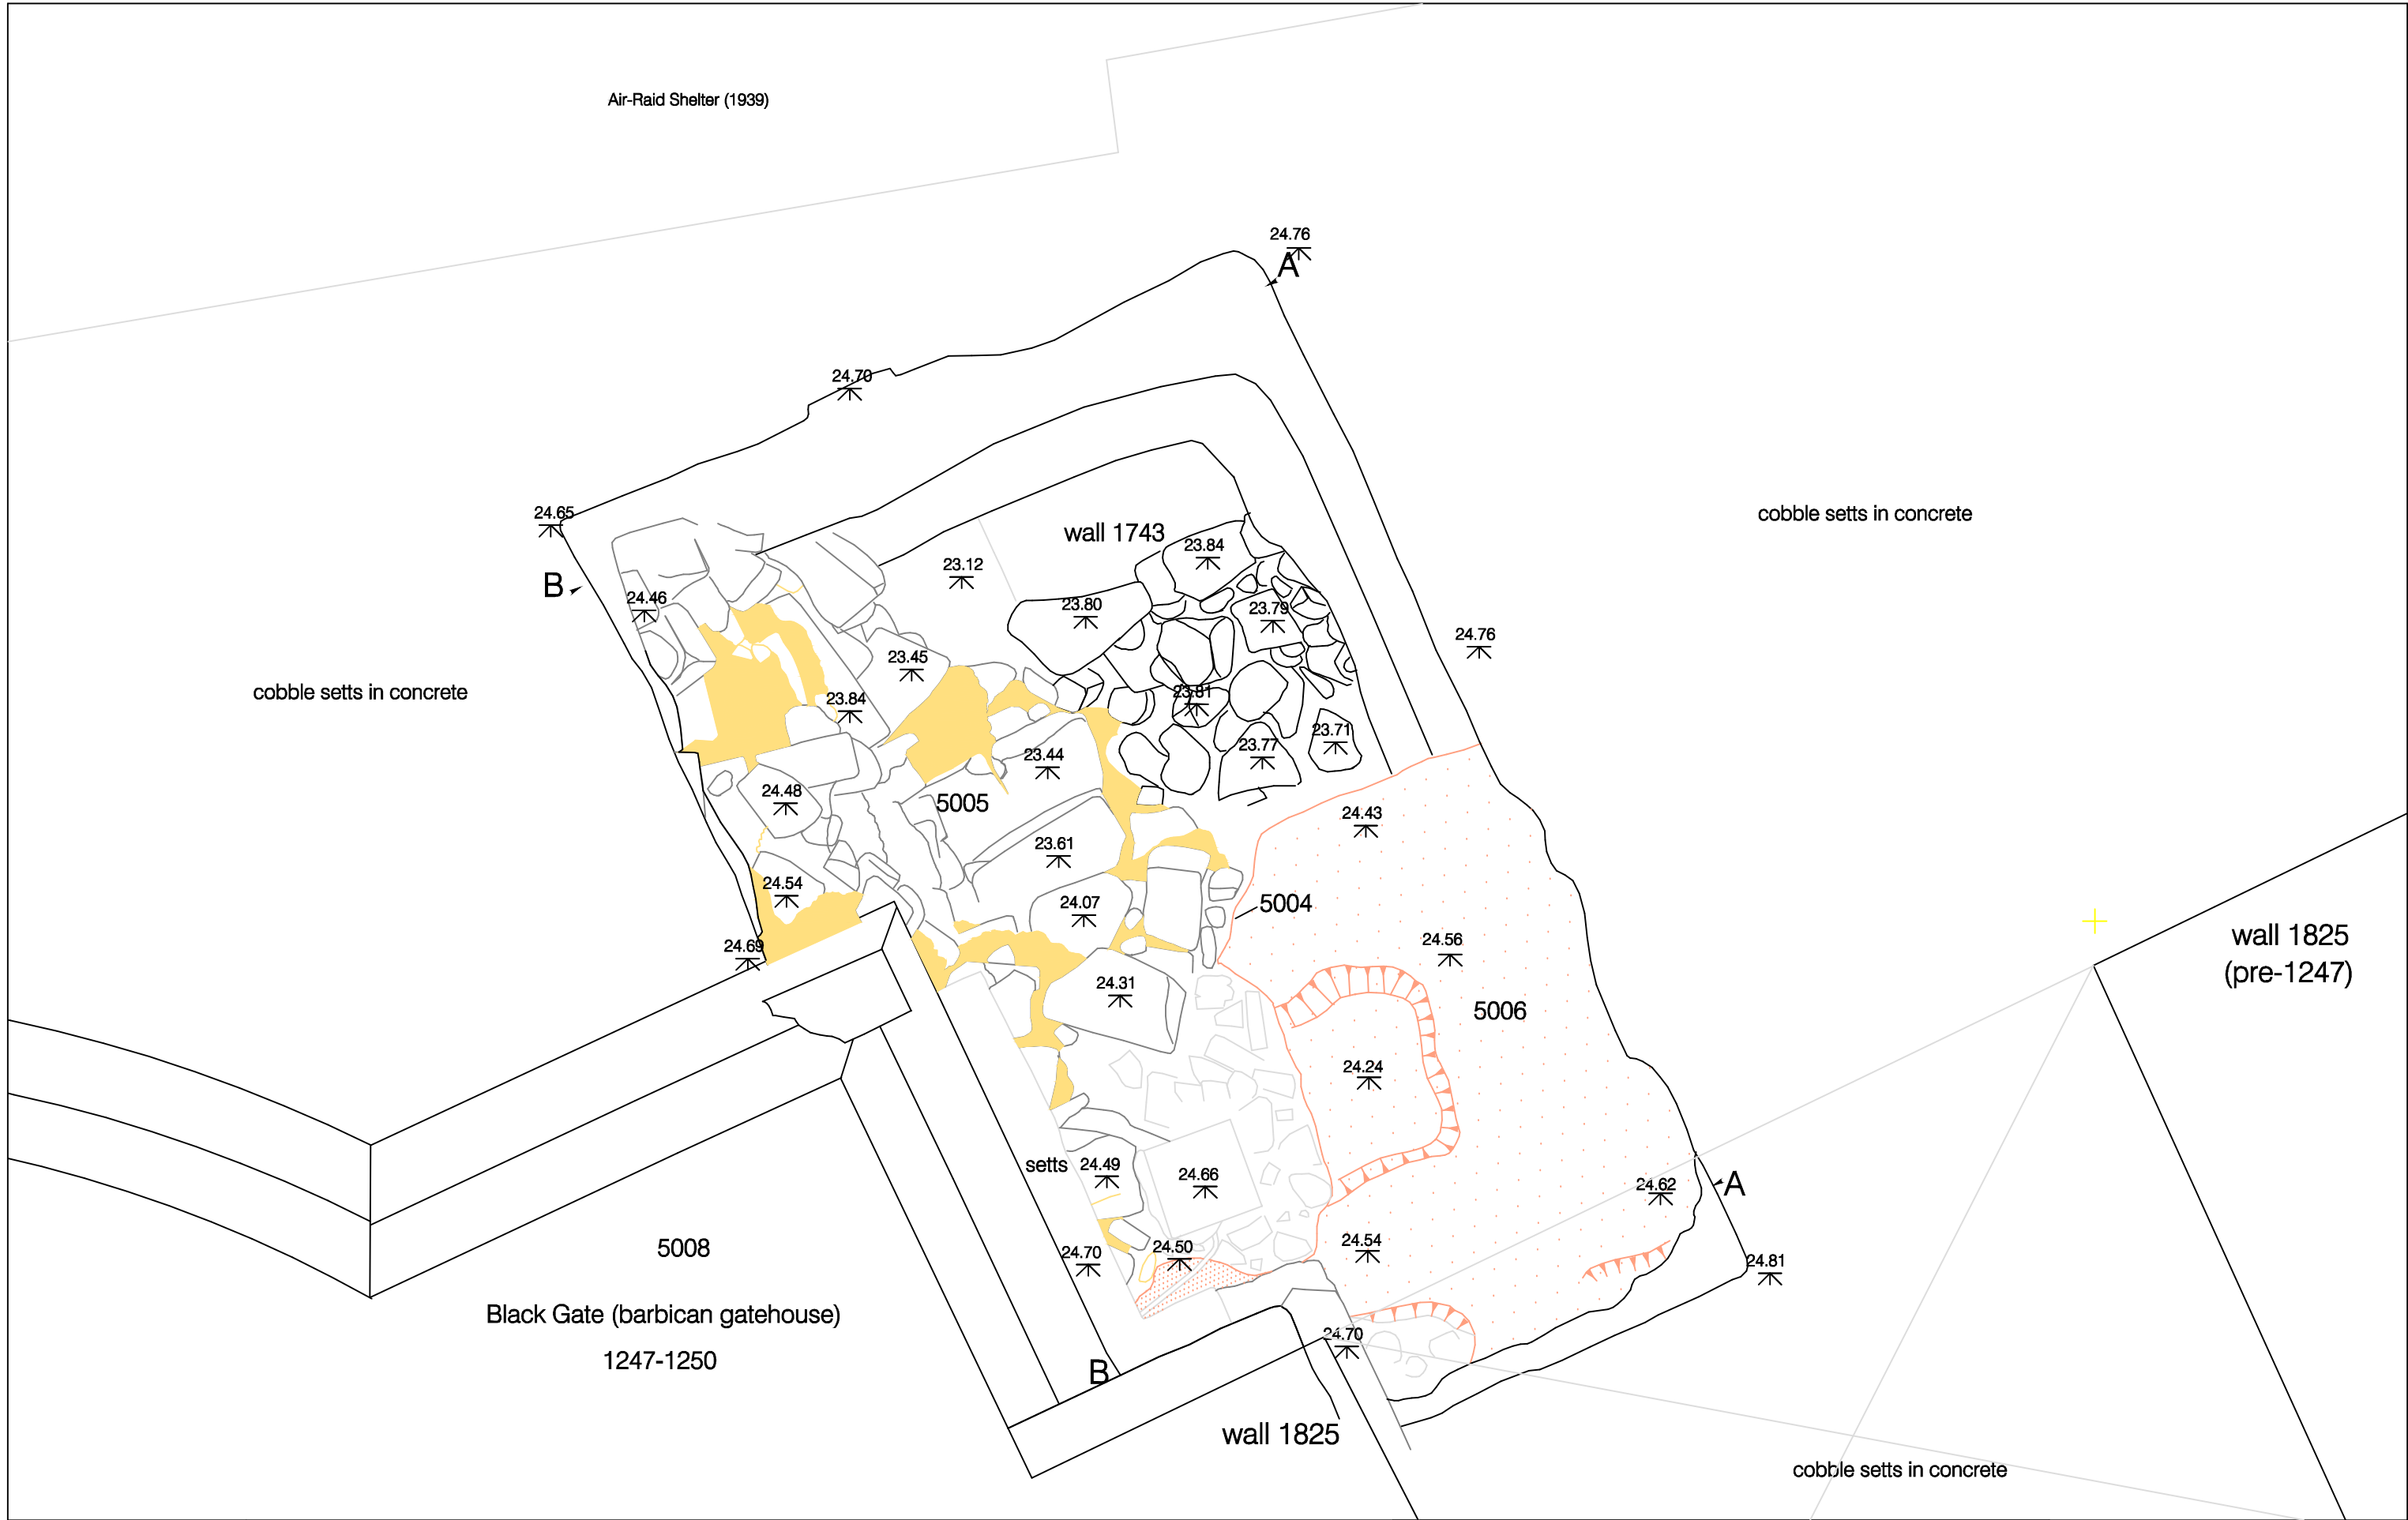 Air-Raid Shelter (1939)
24.76
A
24.70
24.65
cobble setts in concrete
wall 1743
23.84
23.12
B
24.46
23.80
23.79
24.76
23.45
cobble setts in concrete
23.84
23.81
23.71
23.77
23.44
24.48
5005
24.43
23.61
24.54
24.07
5004
24.69
24.56
wall 1825
(pre-1247)
24.31
5006
24.24
setts
24.49
24.66
24.62
A
5008
24.70
24.50
24.54
24.81
Black Gate (barbican gatehouse)
1247-1250
24.70
B
wall 1825
cobble setts in concrete